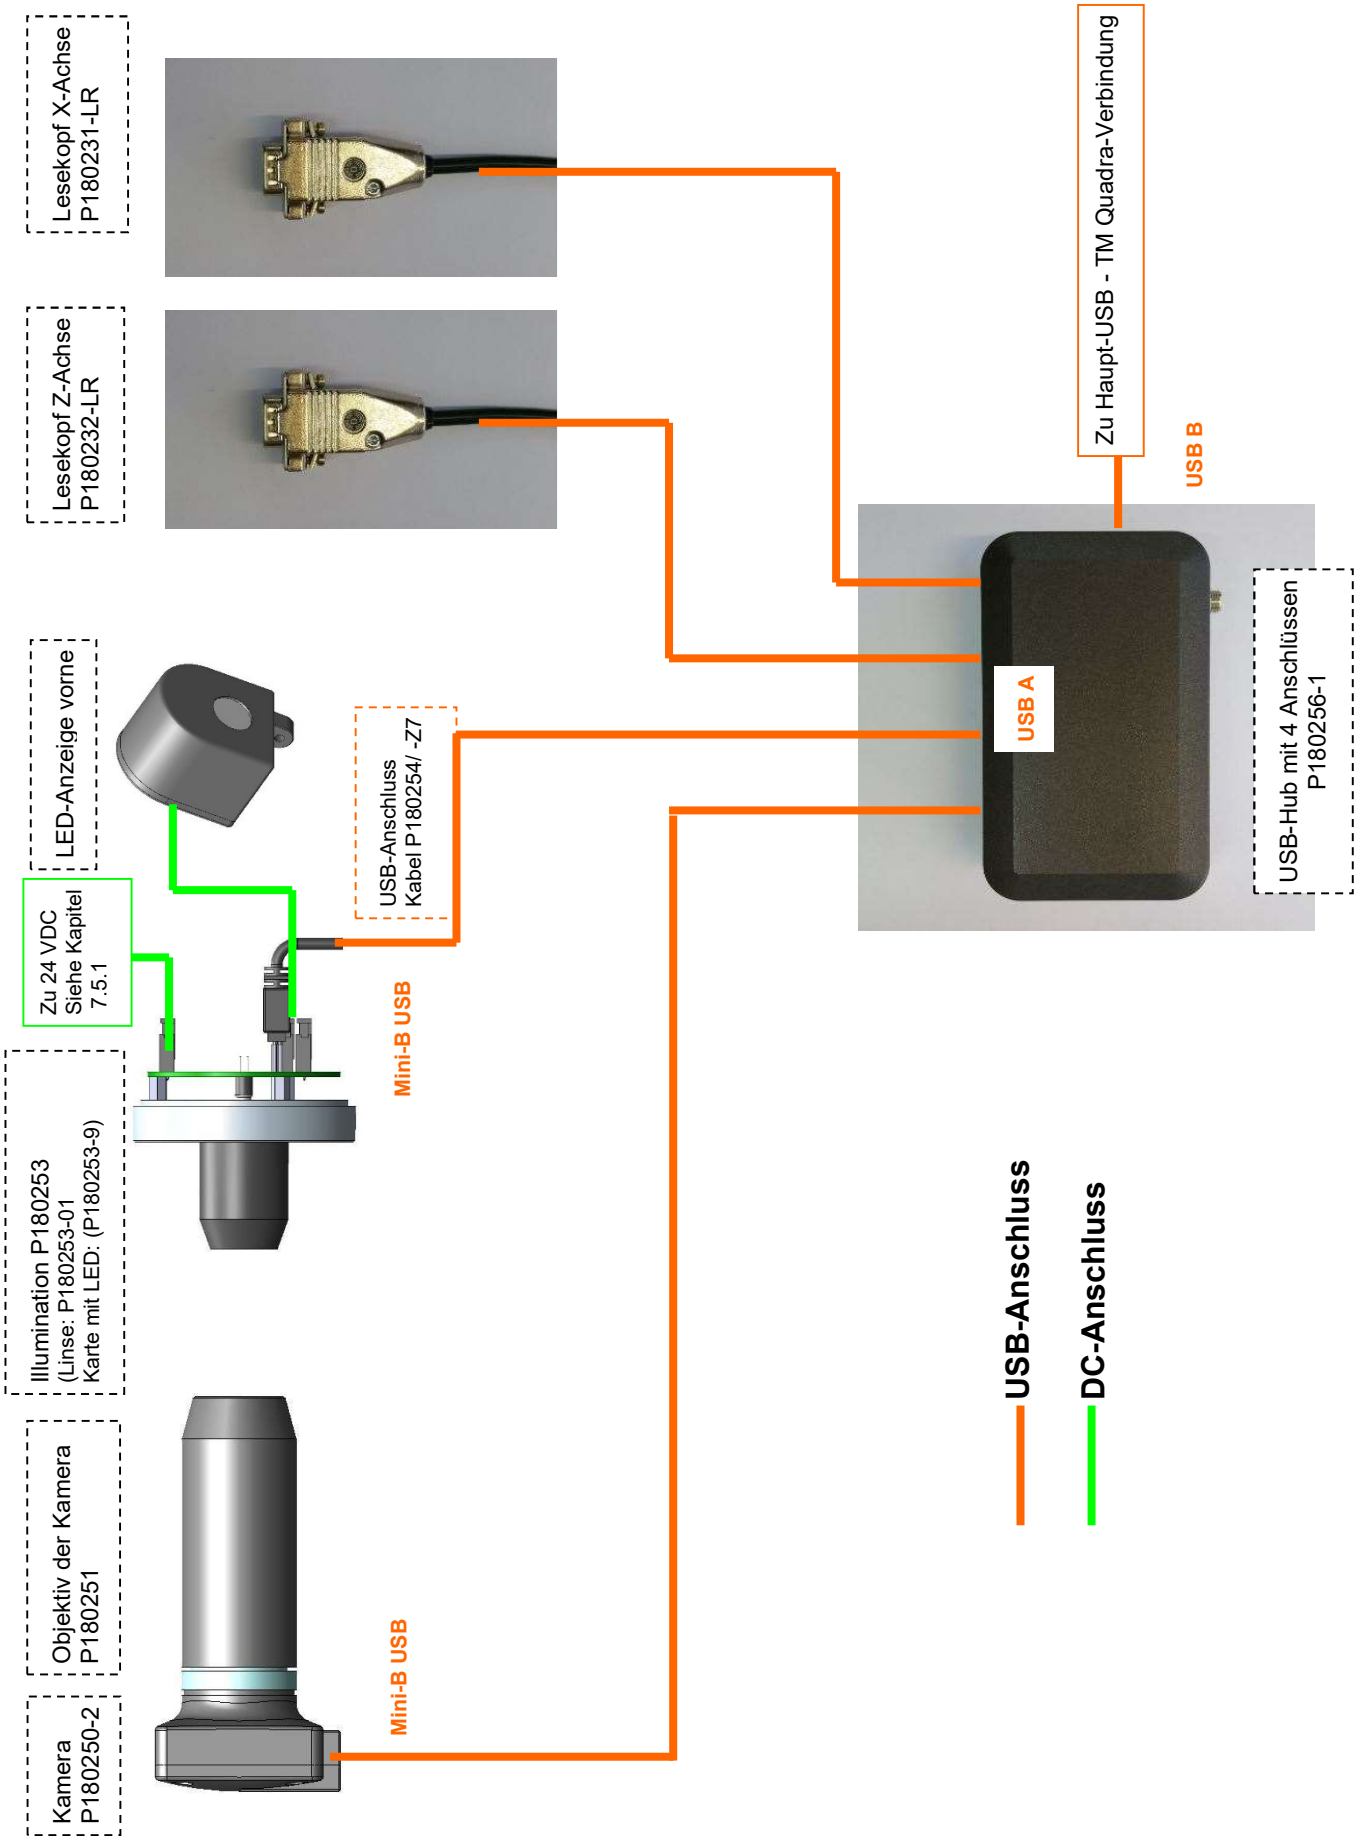 Kamera
P180250-2
Objektiv der Kamera
P180251
Illumination P180253
(Linse: P180253-01
Karte mit LED: (P180253-9)
Zu 24 VDC
Siehe Kapitel
7.5.1
LED-Anzeige vorne
Lesekopf Z-Achse
P180232-LR
Lesekopf X-Achse
P180231-LR
Mini-B USB
Mini-B USB
USB-Anschluss
Kabel P180254/ -Z7
USB A
USB B
Zu Haupt-USB - TM Quadra-Verbindung
USB-Hub mit 4 Anschlüssen
P180256-1
USB-Anschluss
DC-Anschluss